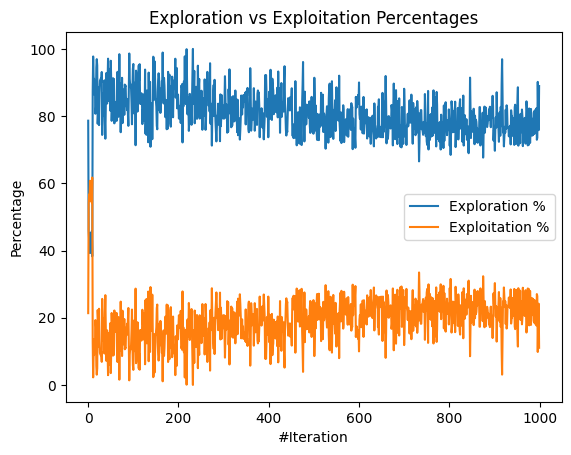 Exploration vs Exploitation Percentages
Percentage
100
80
60
40
20
0
Exploration %
Exploitation %
0 200 400 600 800 1000
#Iteration